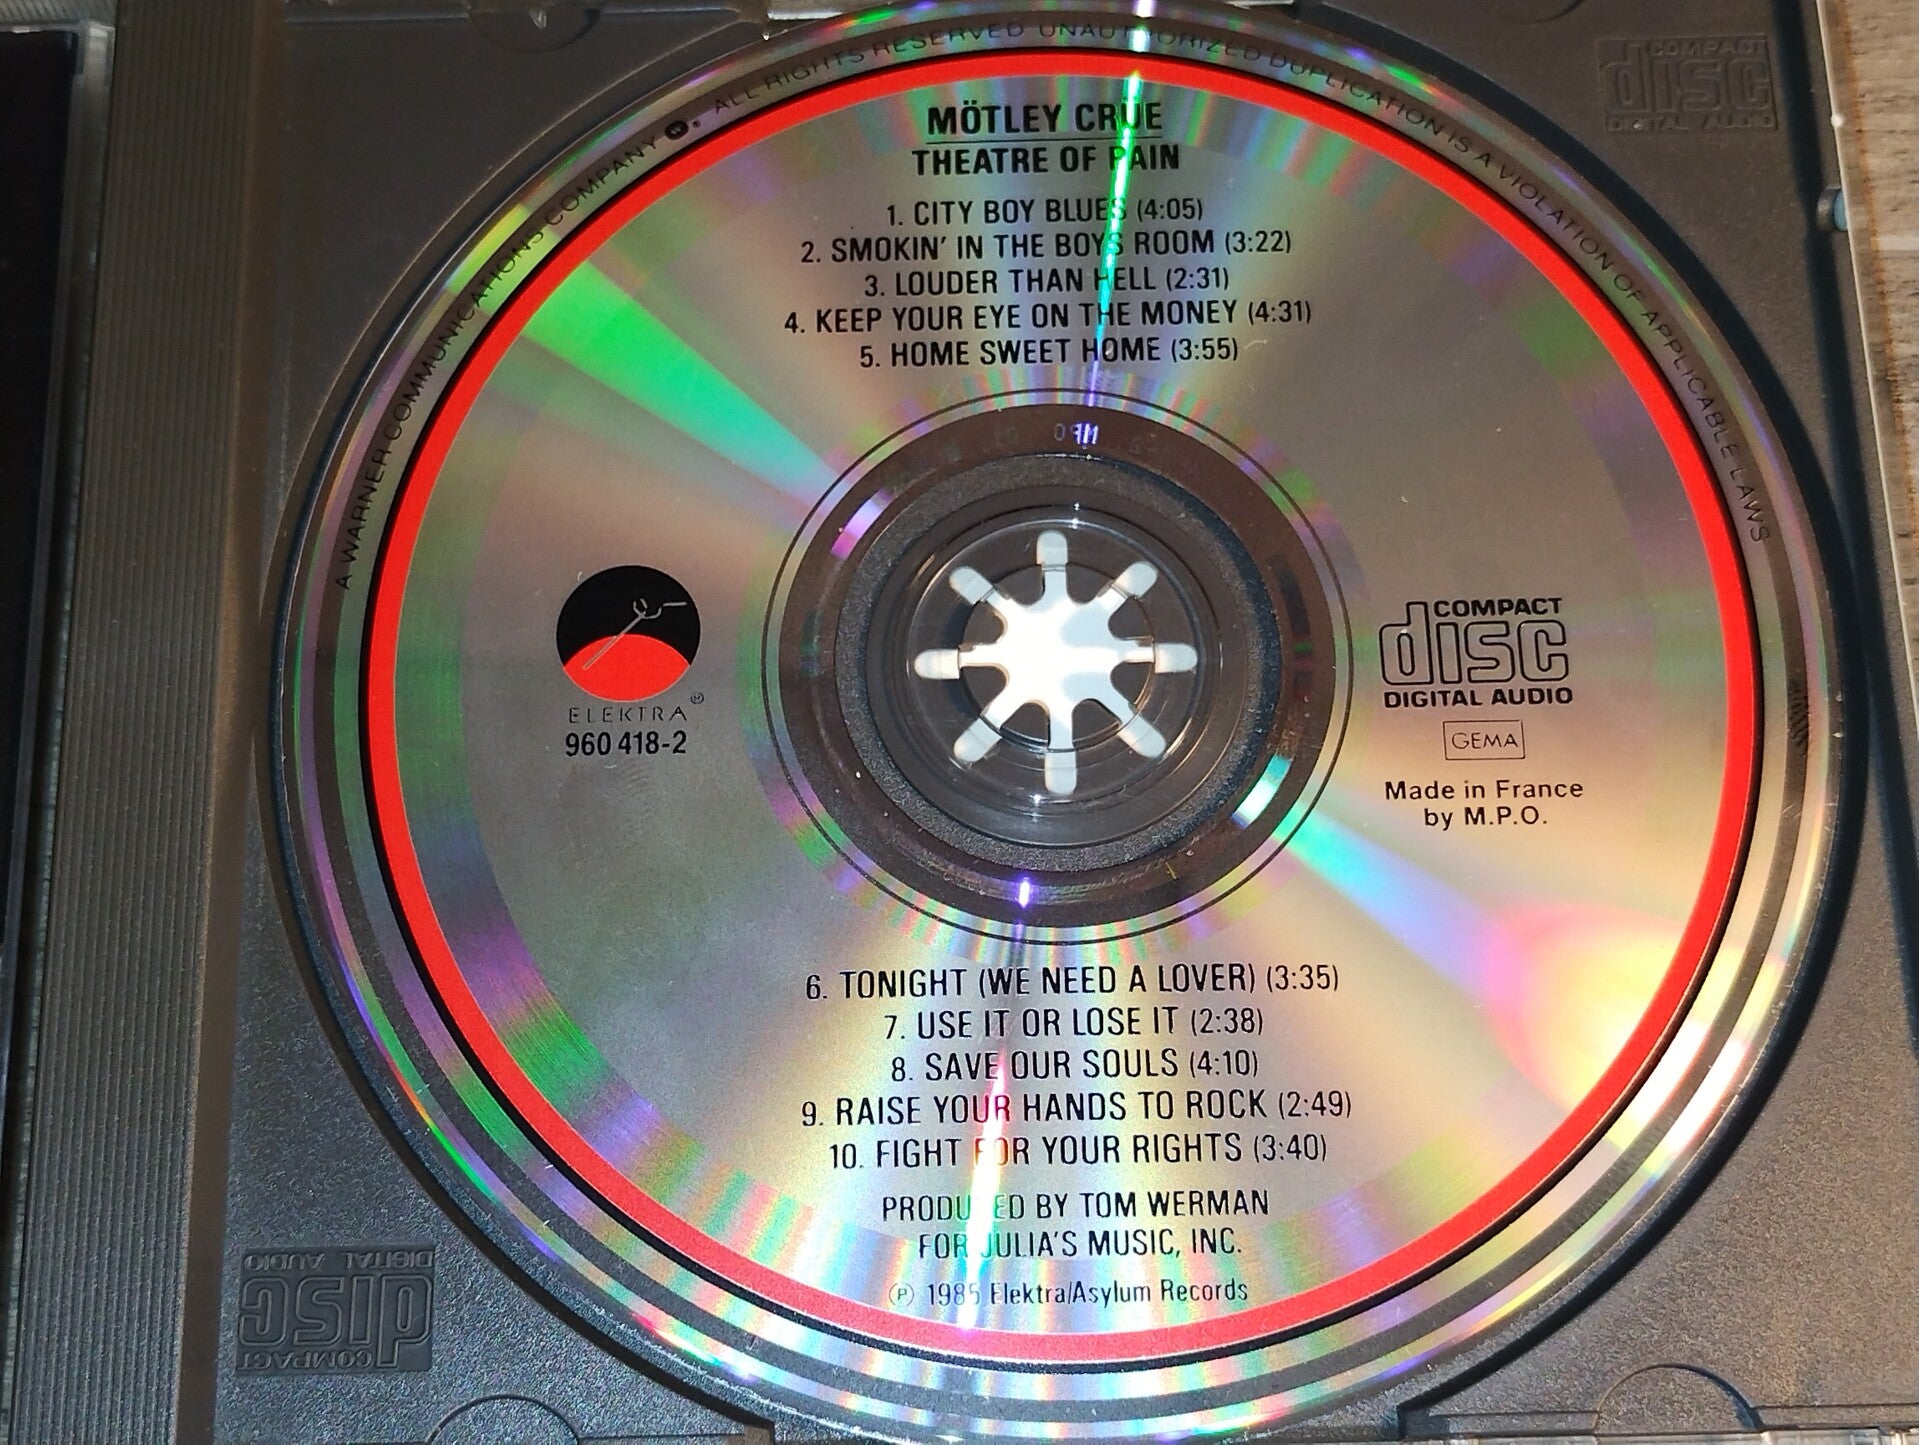 A WARNER COMMUNICATIONS COMPANY ALL RIGHTS RESERVED UNAUTHORIZED DUPLICATION IS A VIOLATION OF APPLICABLE LAWS
COMPACT
disc
DIGITAL AUDIO
MÖTLEY CRÜE
THEATRE OF PAIN
1. CITY BOY BLUES (4:05)
2. SMOKIN' IN THE BOYS ROOM (3:22)
3. LOUDER THAN HELL (2:31)
4. KEEP YOUR EYE ON THE MONEY (4:31)
5. HOME SWEET HOME (3:55)
MPO
ELEKTRA®
960 418-2
COMPACT
disc
DIGITAL AUDIO
GEMA
Made in France
by M.P.O.
6. TONIGHT (WE NEED A LOVER) (3:35)
7. USE IT OR LOSE IT (2:38)
8. SAVE OUR SOULS (4:10)
9. RAISE YOUR HANDS TO ROCK (2:49)
10. FIGHT FOR YOUR RIGHTS (3:40)
PRODUCED BY TOM WERMAN
FOR JULIA'S MUSIC, INC.
℗ 1985 Elektra/Asylum Records
COMPACT
disc
DIGITAL AUDIO